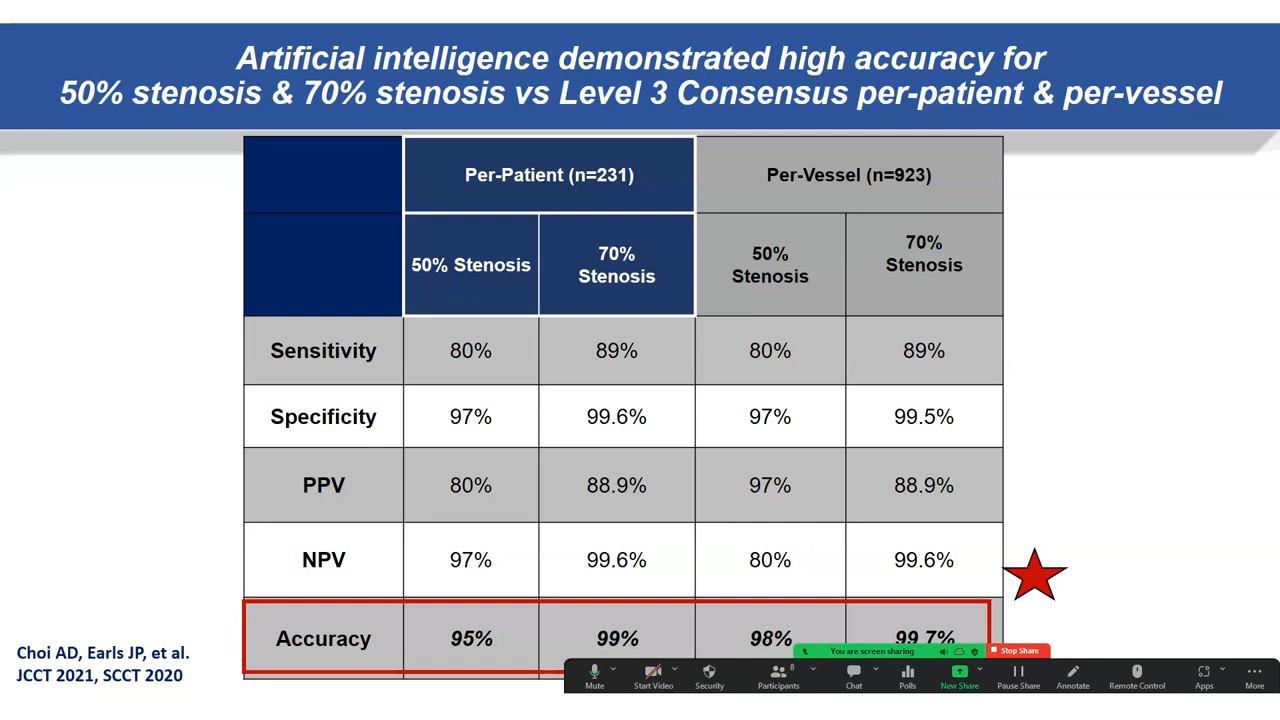 Artificial intelligence demonstrated high accuracy for
50% stenosis & 70% stenosis vs Level 3 Consensus per-patient & per-vessel
Per-Patient (n=231) Per-Vessel (n=923)
50% Stenosis 70% Stenosis 50% Stenosis 70% Stenosis
Sensitivity 80% 89% 80% 89%
Specificity 97% 99.6% 97% 99.5%
PPV 80% 88.9% 97% 88.9%
NPV 97% 99.6% 80% 99.6%
Accuracy 95% 99% 98% 99.7%
Choi AD, Earls JP, et al.
JCCT 2021, SCCT 2020
You are screen sharing Stop Share
8
Mute Start Video Security Participants Chat Polls New Share Pause Share Annotate Remote Control Apps More